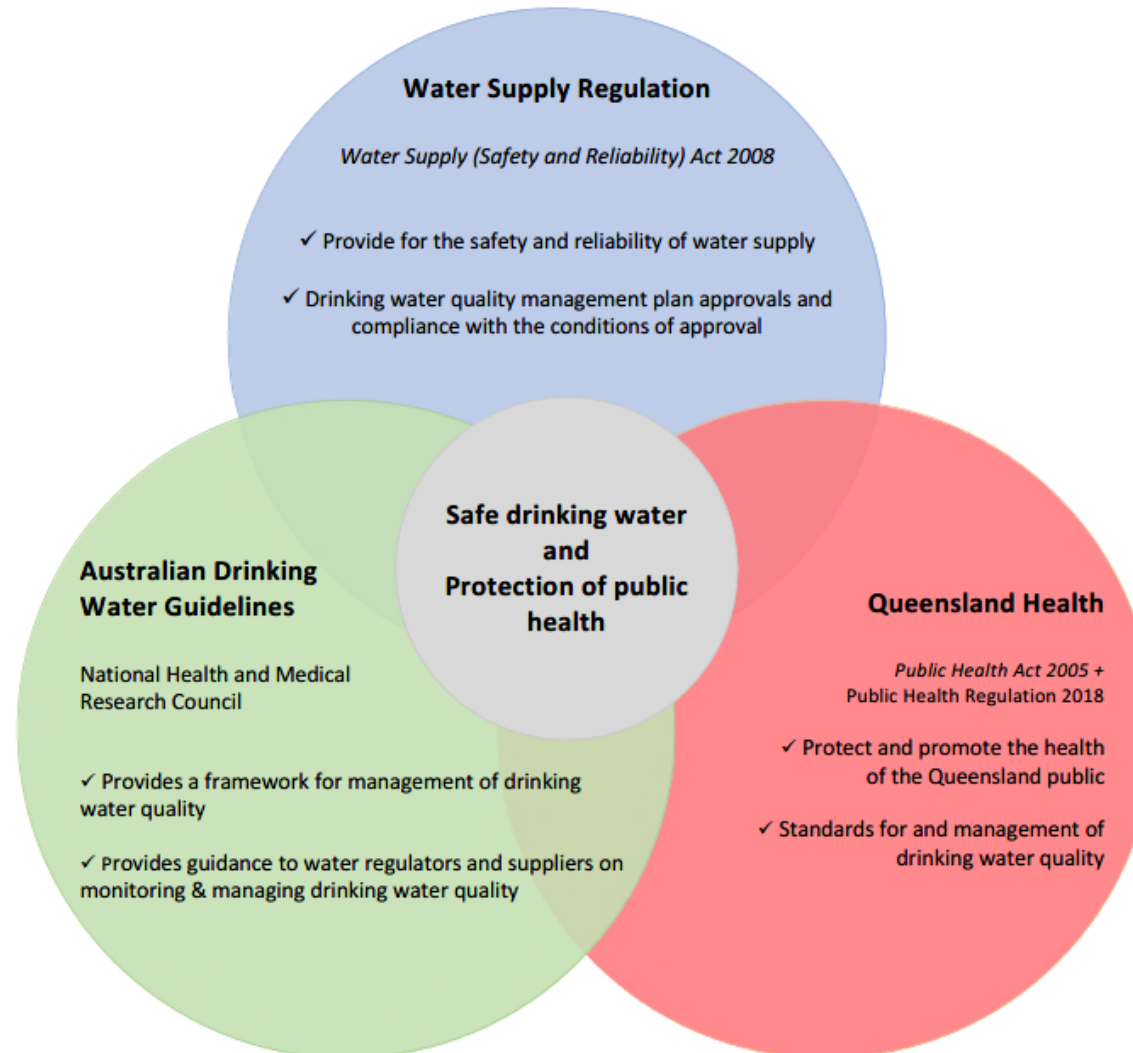 Water Supply Regulation
Water Supply (Safety and Reliability) Act 2008
✓ Provide for the safety and reliability of water supply
✓ Drinking water quality management plan approvals and
compliance with the conditions of approval
Safe drinking water
and
Protection of public
health
Australian Drinking
Water Guidelines
National Health and Medical
Research Council
✓ Provides a framework for management of drinking
water quality
✓ Provides guidance to water regulators and suppliers on
monitoring & managing drinking water quality
Queensland Health
Public Health Act 2005 +
Public Health Regulation 2018
✓ Protect and promote the health
of the Queensland public
✓ Standards for and management of
drinking water quality